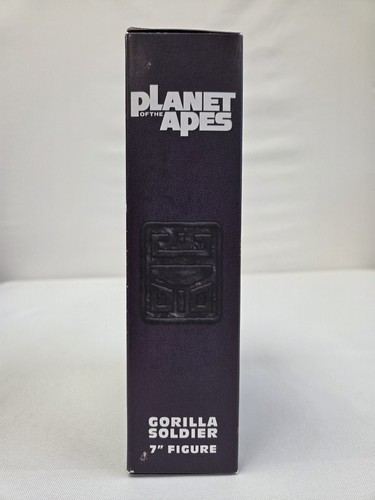 PLANET
OF THE APES
GORILLA
SOLDIER
7" FIGURE